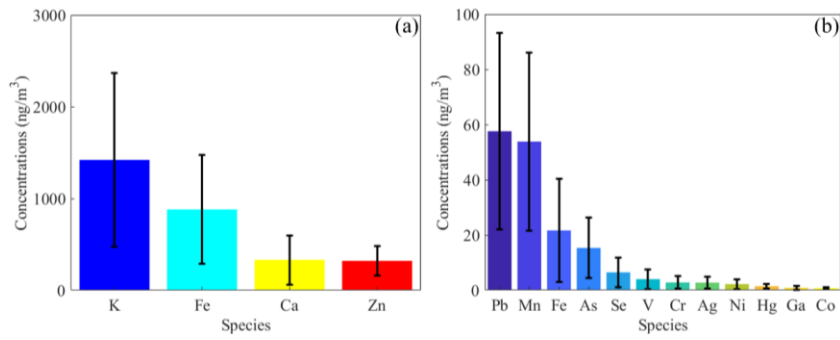 (a)
3000
2000
1000
0
Concentrations (ng/m³)
K Fe Ca Zn
Species
(b)
100
80
60
40
20
0
Concentrations (ng/m³)
Pb Mn Fe As Se V Cr Ag Ni Hg Ga Co
Species